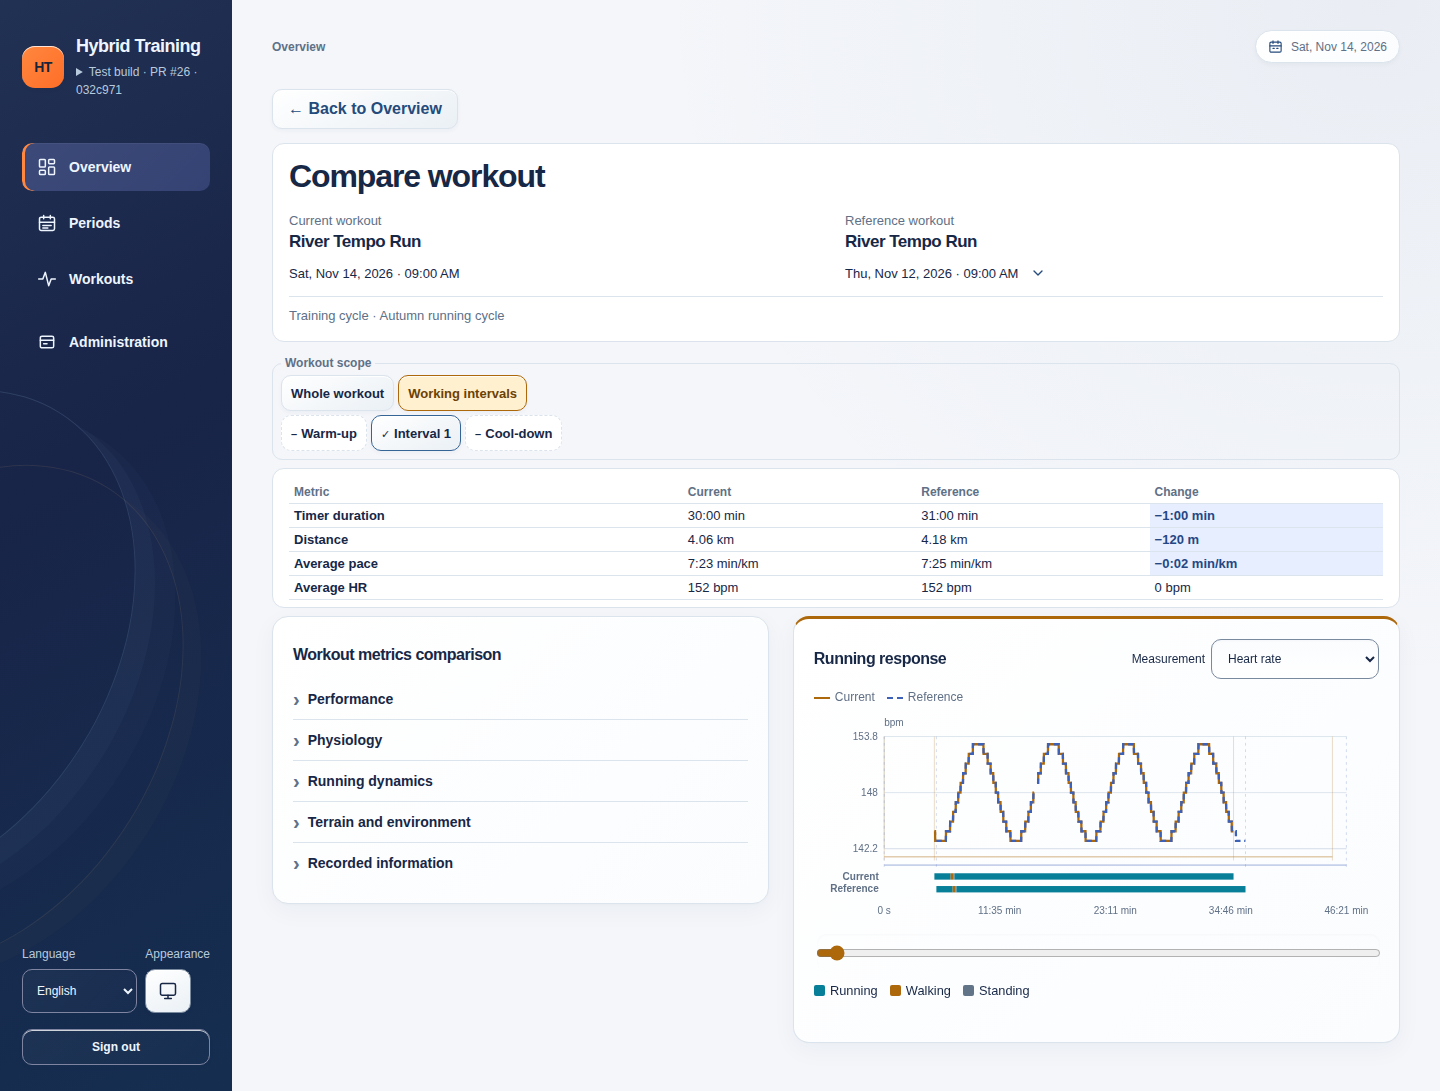 HT
Hybrid Training
Test build · PR #26 ·
032c971
Overview
Periods
Workouts
Administration
Language
Appearance
English
Sign out
Overview
Sat, Nov 14, 2026
← Back to Overview
Compare workout
Current workout
River Tempo Run
Sat, Nov 14, 2026 · 09:00 AM
Reference workout
River Tempo Run
Thu, Nov 12, 2026 · 09:00 AM
Training cycle · Autumn running cycle
Workout scope
Whole workout
Working intervals
– Warm-up
✓ Interval 1
– Cool-down
Metric Current Reference Change
Timer duration 30:00 min 31:00 min −1:00 min
Distance 4.06 km 4.18 km −120 m
Average pace 7:23 min/km 7:25 min/km −0:02 min/km
Average HR 152 bpm 152 bpm 0 bpm
Workout metrics comparison
› Performance
› Physiology
› Running dynamics
› Terrain and environment
› Recorded information
Running response
Measurement
Heart rate
Current
Reference
bpm
153.8
148
142.2
Current
Reference
0 s 11:35 min 23:11 min 34:46 min 46:21 min
Running
Walking
Standing